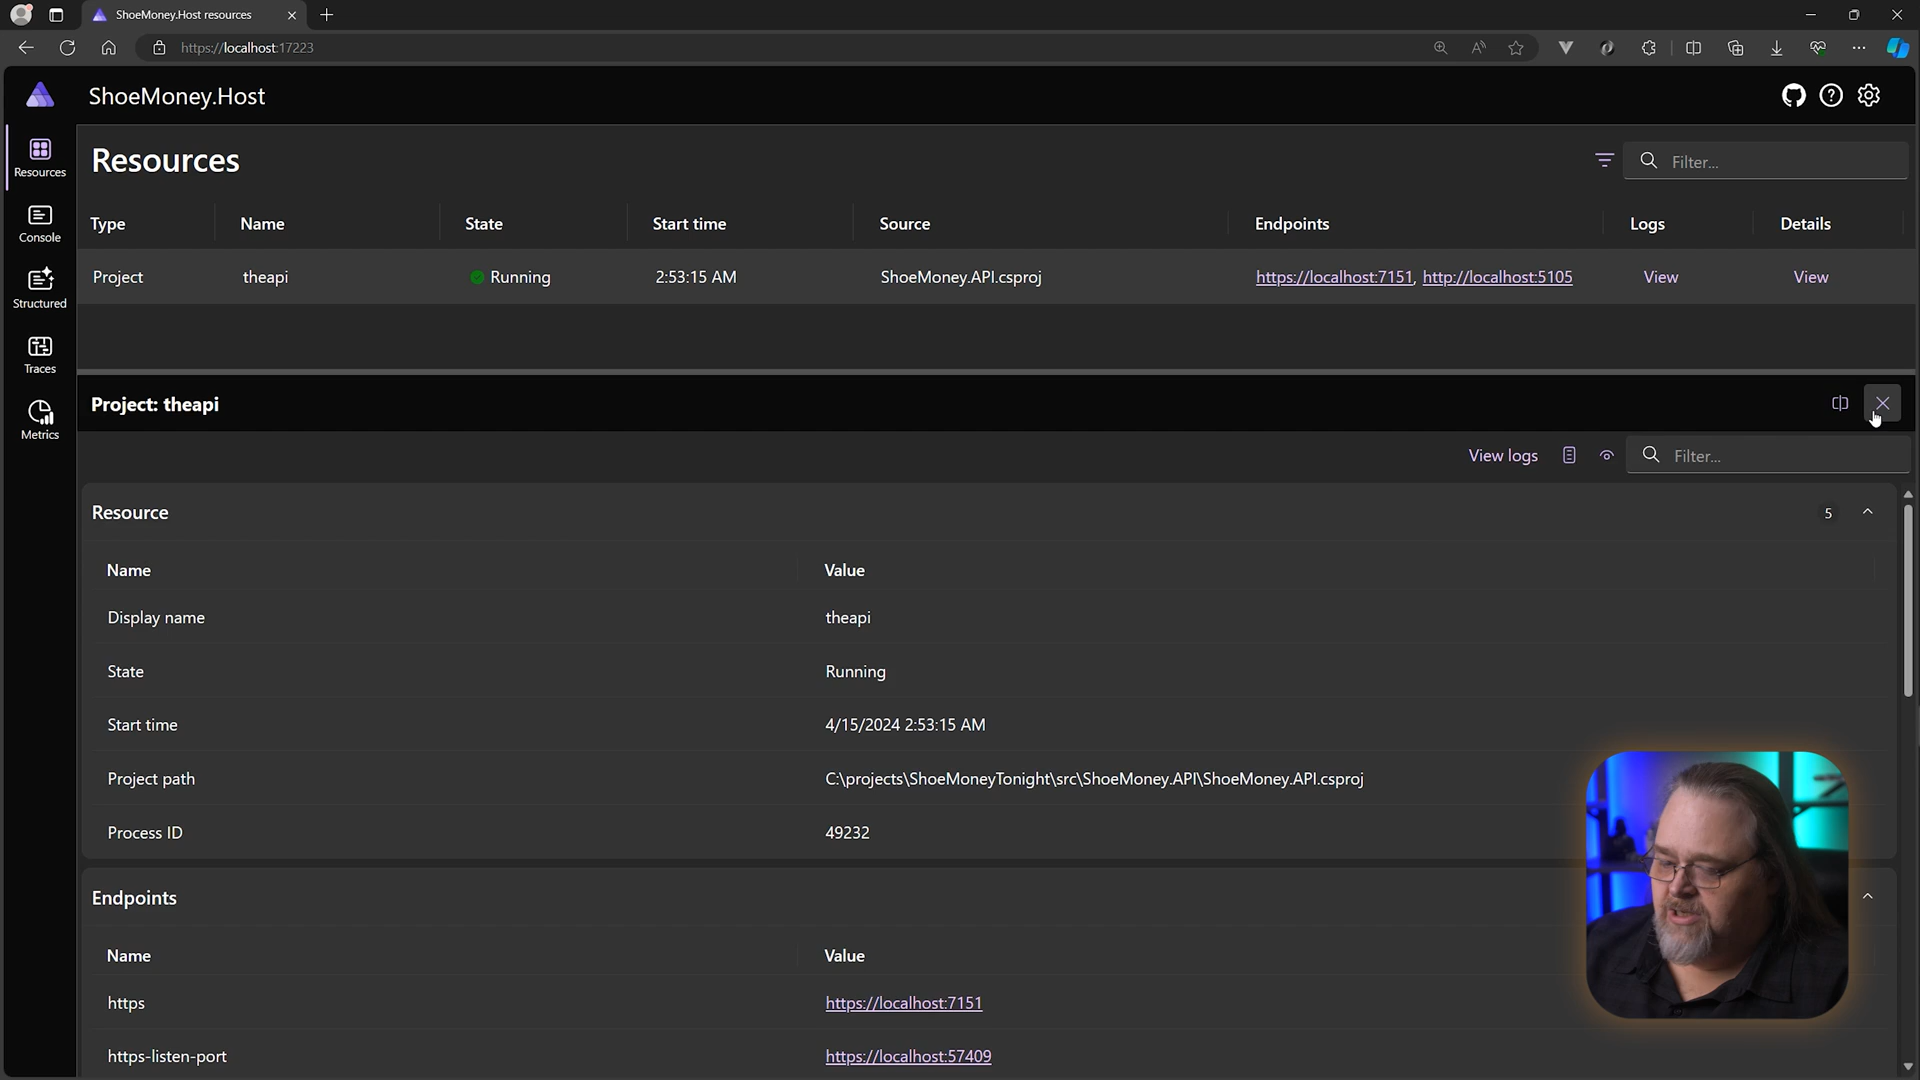 ShoeMoney.Host resources
https://localhost:17223
ShoeMoney.Host
Resources
Console
Structured
Traces
Metrics
Resources
Filter...
Type Name State Start time Source Endpoints Logs Details
Project theapi Running 2:53:15 AM ShoeMoney.API.csproj https://localhost:7151, http://localhost:5105 View View
Project: theapi
View logs
Filter...
Resource 5
Name Value
Display name theapi
State Running
Start time 4/15/2024 2:53:15 AM
Project path C:\projects\ShoeMoneyTonight\src\ShoeMoney.API\ShoeMoney.API.csproj
Process ID 49232
Endpoints
Name Value
https https://localhost:7151
https-listen-port https://localhost:57409